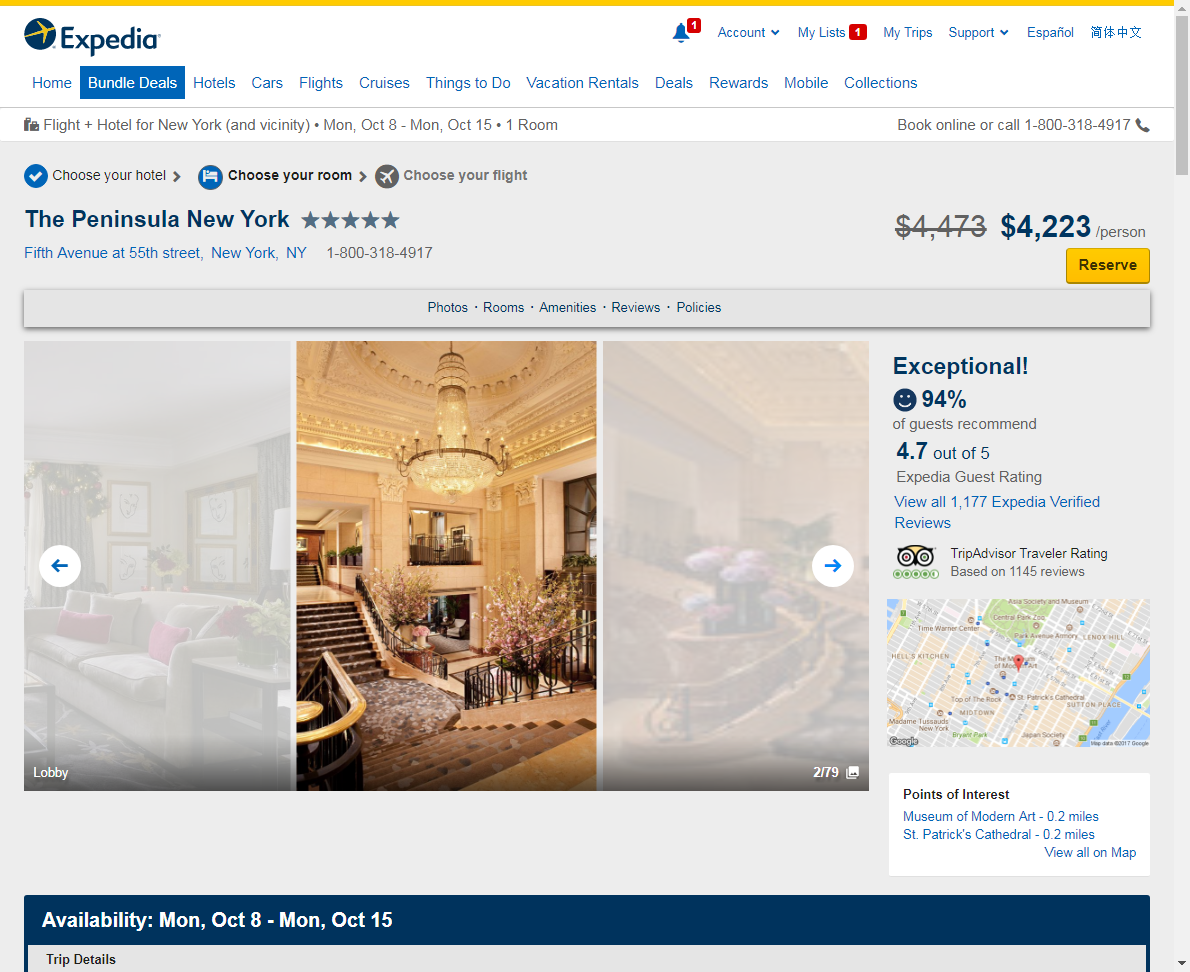 Expedia
1
Account
My Lists 1
My Trips
Support
Español
简体中文
Home
Bundle Deals
Hotels
Cars
Flights
Cruises
Things to Do
Vacation Rentals
Deals
Rewards
Mobile
Collections
Flight + Hotel for New York (and vicinity) • Mon, Oct 8 - Mon, Oct 15 • 1 Room
Book online or call 1-800-318-4917
Choose your hotel
Choose your room
Choose your flight
The Peninsula New York
$4,473 $4,223 /person
Fifth Avenue at 55th street, New York, NY 1-800-318-4917
Reserve
Photos · Rooms · Amenities · Reviews · Policies
Lobby
2/79
Exceptional!
94%
of guests recommend
4.7 out of 5
Expedia Guest Rating
View all 1,177 Expedia Verified
Reviews
TripAdvisor Traveler Rating
Based on 1145 reviews
Asia Society and Museum
Central Park Zoo
Time Warner Center
Park Avenue Armory
LENOX HILL
HELL'S KITCHEN
The Museum
of Modern Art
Top of The Rock
St. Patrick's Cathedral
SUTTON PLACE
MIDTOWN
Madame Tussauds
New York
Bryant Park
Japan Society
East River
Google
Map data ©2017 Google
Points of Interest
Museum of Modern Art - 0.2 miles
St. Patrick's Cathedral - 0.2 miles
View all on Map
Availability: Mon, Oct 8 - Mon, Oct 15
Trip Details